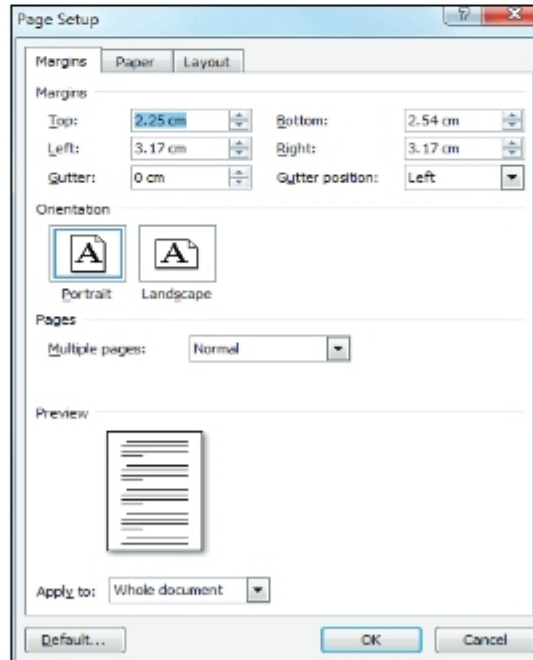 Page Setup
Margins Paper Layout
Margins
Top: 2.25 cm Bottom: 2.54 cm
Left: 3.17 cm Right: 3.17 cm
Gutter: 0 cm Gutter position: Left
Orientation
A A
Portrait Landscape
Pages
Multiple pages: Normal
Preview
Apply to: Whole document
Default... OK Cancel